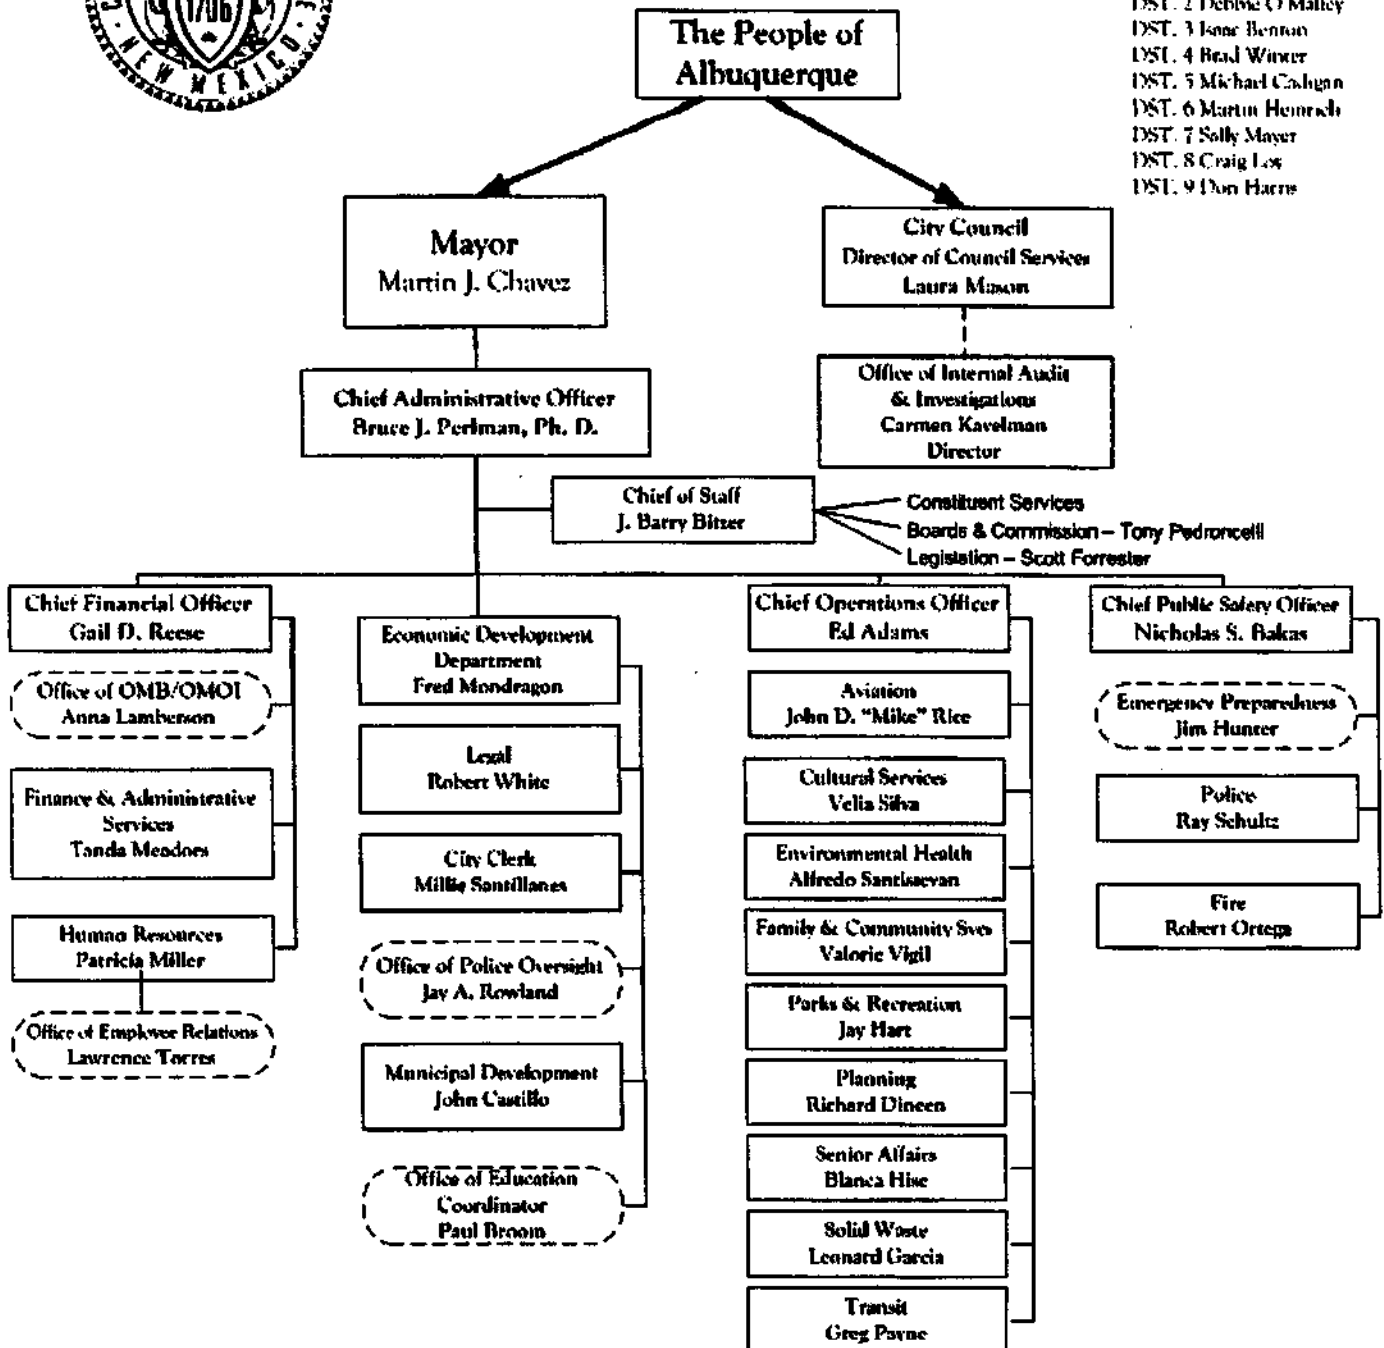 1706
NEW MEXICO
The People of
Albuquerque
DST. 2 Debbie O'Malley
DST. 3 Isaac Benton
DST. 4 Brad Winter
DST. 5 Michael Cadigan
DST. 6 Martin Heinrich
DST. 7 Sally Mayer
DST. 8 Craig Loy
DST. 9 Don Harris
Mayor
Martin J. Chavez
City Council
Director of Council Services
Laura Mason
Chief Administrative Officer
Bruce J. Perlman, Ph. D.
Office of Internal Audit
& Investigations
Carmen Kavelman
Director
Chief of Staff
J. Barry Bitzer
Constituent Services
Boards & Commission – Tony Pedroncelli
Legislation – Scott Forrester
Chief Financial Officer
Gail D. Reese
Office of OMB/OMOI
Anna Lamberson
Finance & Administrative
Services
Tanda Meadors
Human Resources
Patricia Miller
Office of Employee Relations
Lawrence Torres
Economic Development
Department
Fred Mondragon
Legal
Robert White
City Clerk
Millie Santillanes
Office of Police Oversight
Jay A. Rowland
Municipal Development
John Castillo
Office of Education
Coordinator
Paul Broom
Chief Operations Officer
Ed Adams
Aviation
John D. "Mike" Rice
Cultural Services
Velia Silva
Environmental Health
Alfredo Santistevan
Family & Community Svcs
Valorie Vigil
Parks & Recreation
Jay Hart
Planning
Richard Dineen
Senior Affairs
Blanca Hise
Solid Waste
Leonard Garcia
Transit
Greg Payne
Chief Public Safety Officer
Nicholas S. Bakas
Emergency Preparedness
Jim Hunter
Police
Ray Schultz
Fire
Robert Ortega